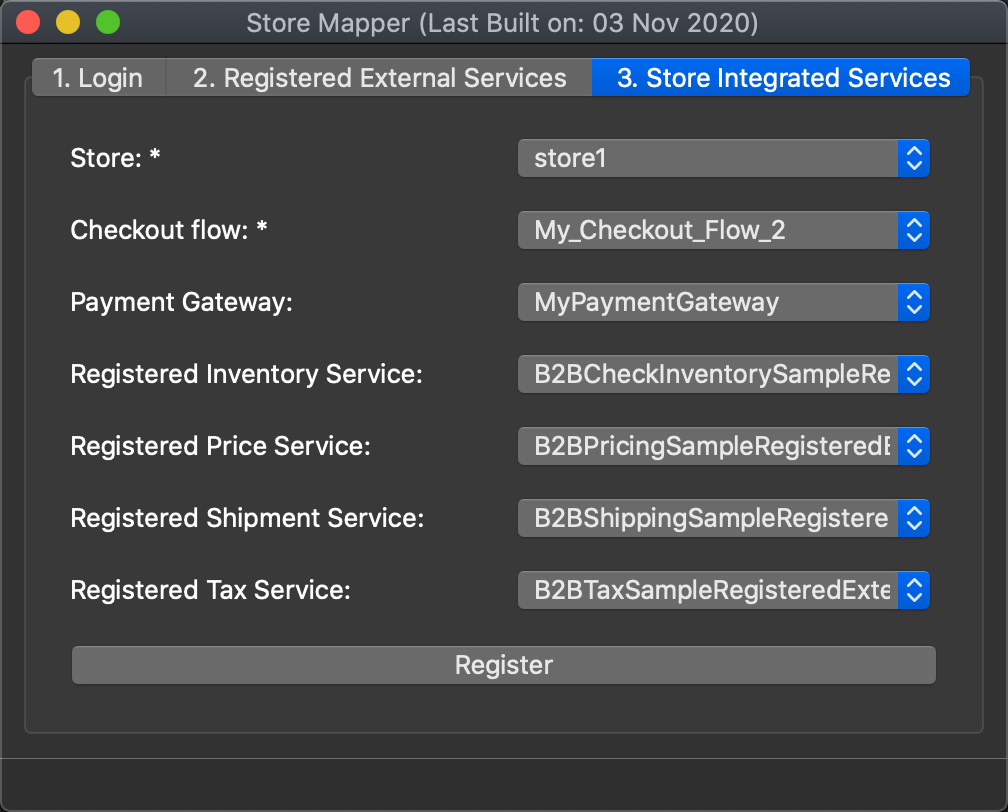 Store Mapper (Last Built on: 03 Nov 2020)
1. Login 2. Registered External Services 3. Store Integrated Services
Store: * store1
Checkout flow: * My_Checkout_Flow_2
Payment Gateway: MyPaymentGateway
Registered Inventory Service: B2BCheckInventorySampleRe
Registered Price Service: B2BPricingSampleRegisteredE
Registered Shipment Service: B2BShippingSampleRegistere
Registered Tax Service: B2BTaxSampleRegisteredExte
Register